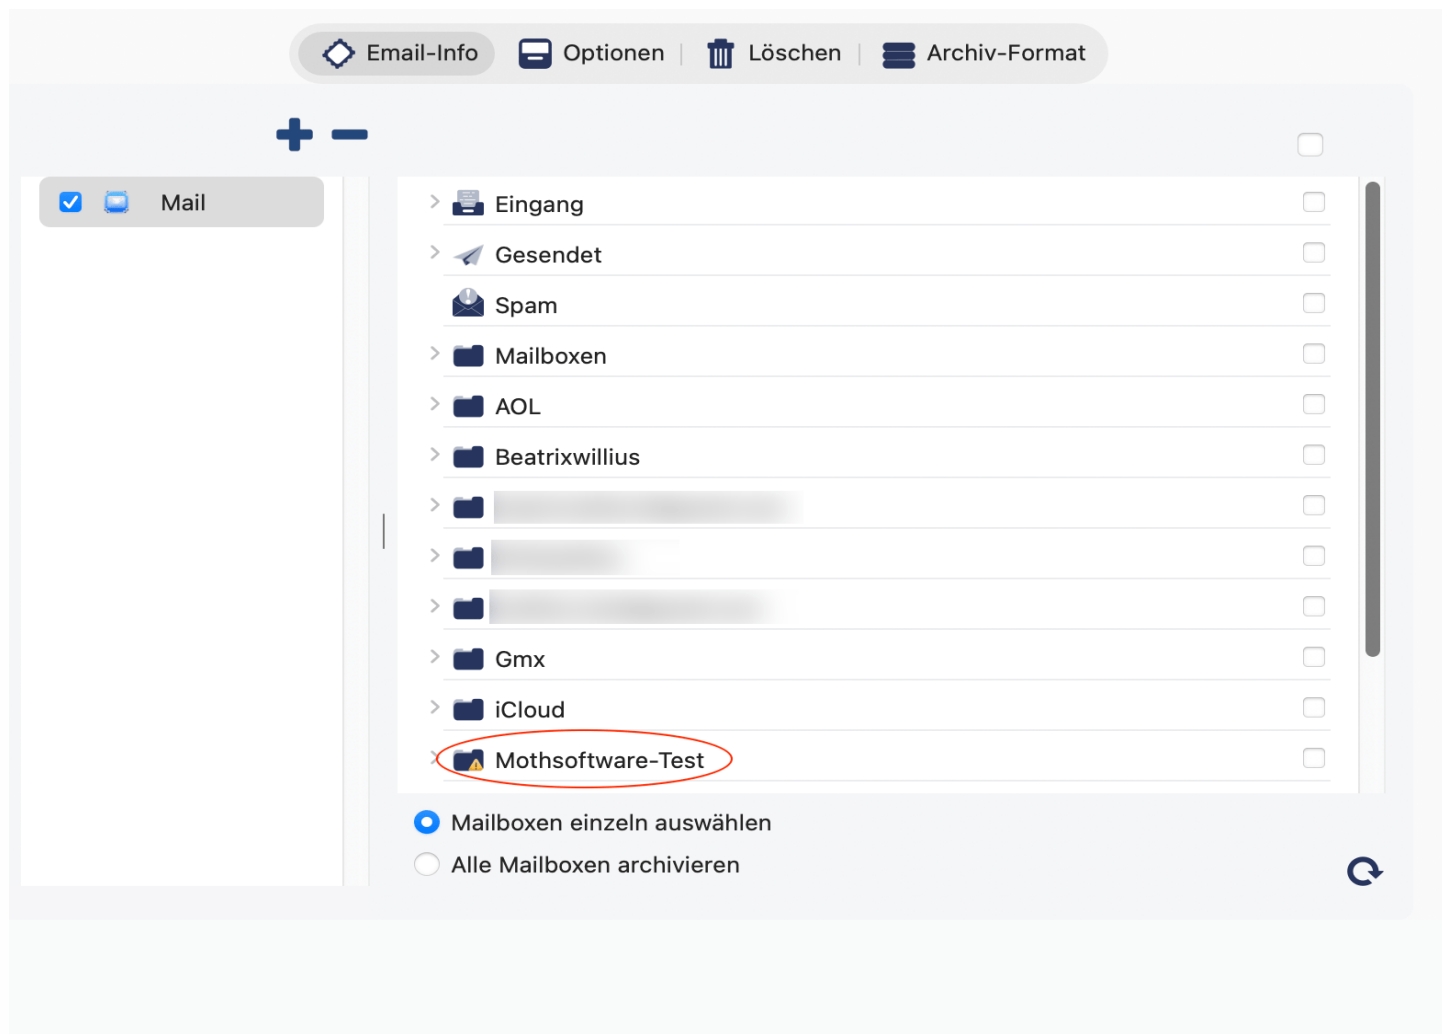 Email-Info Optionen Löschen Archiv-Format
Mail
Eingang
Gesendet
Spam
Mailboxen
AOL
Beatrixwillius
Gmx
iCloud
Mothsoftware-Test
Mailboxen einzeln auswählen
Alle Mailboxen archivieren